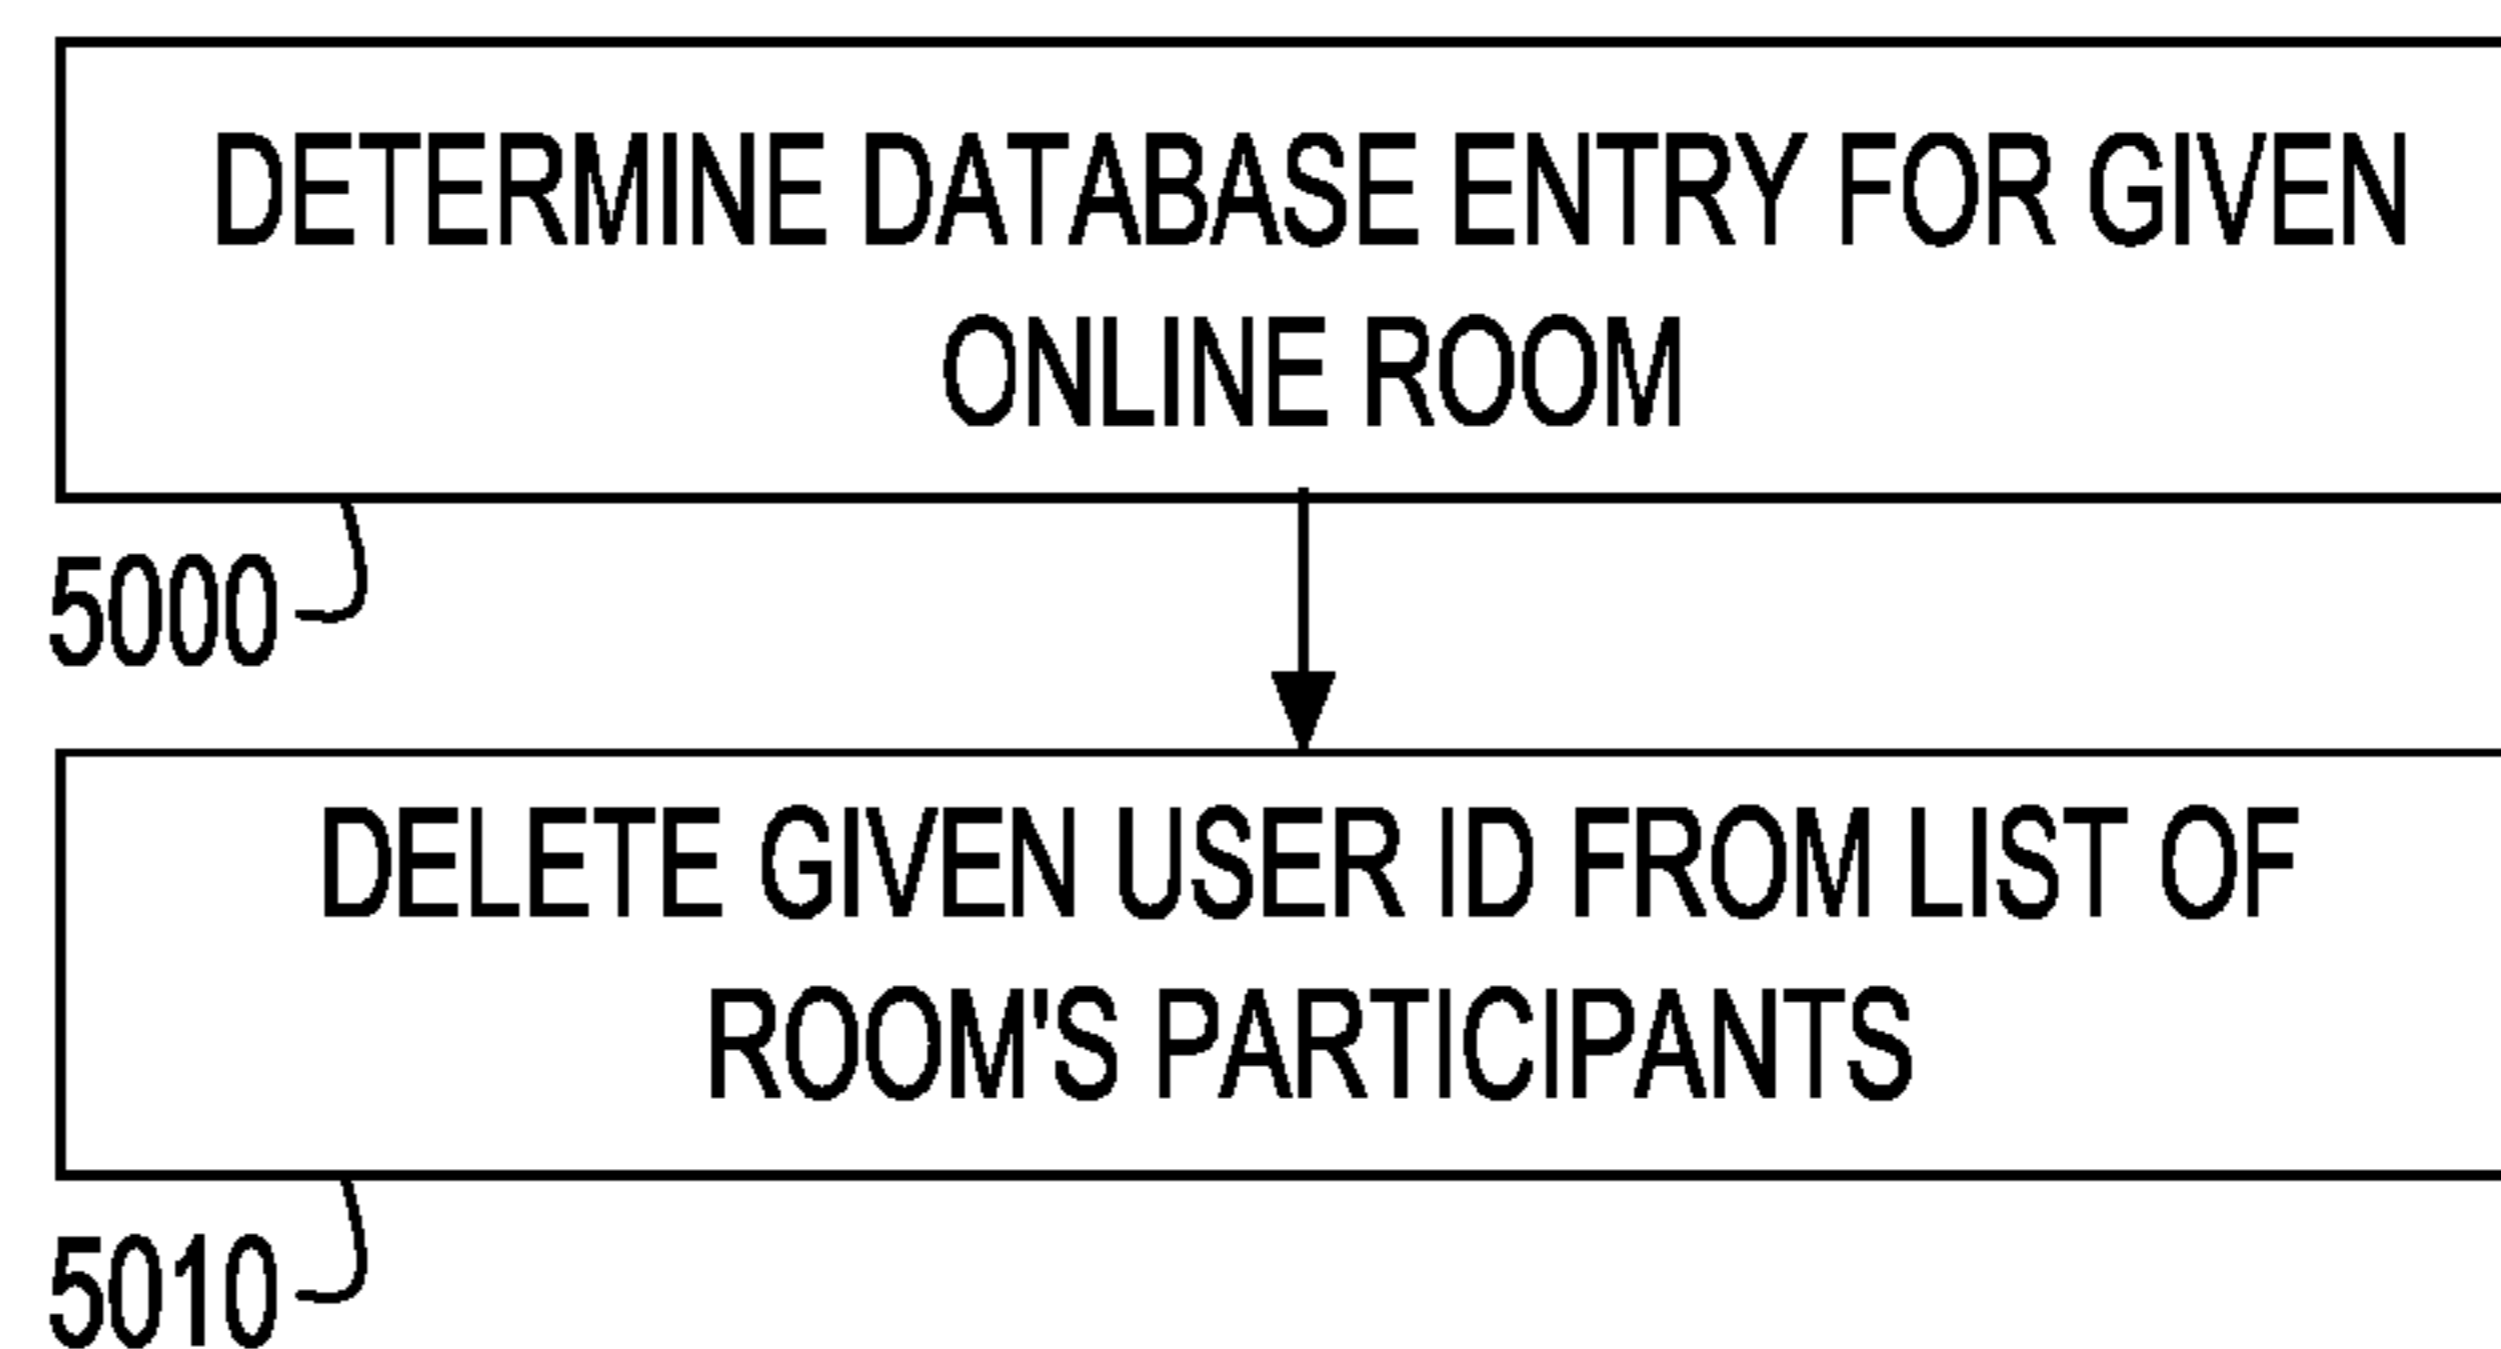 DETERMINE DATABASE ENTRY FOR GIVEN
ONLINE ROOM
5000
DELETE GIVEN USER ID FROM LIST OF
ROOM'S PARTICIPANTS
5010